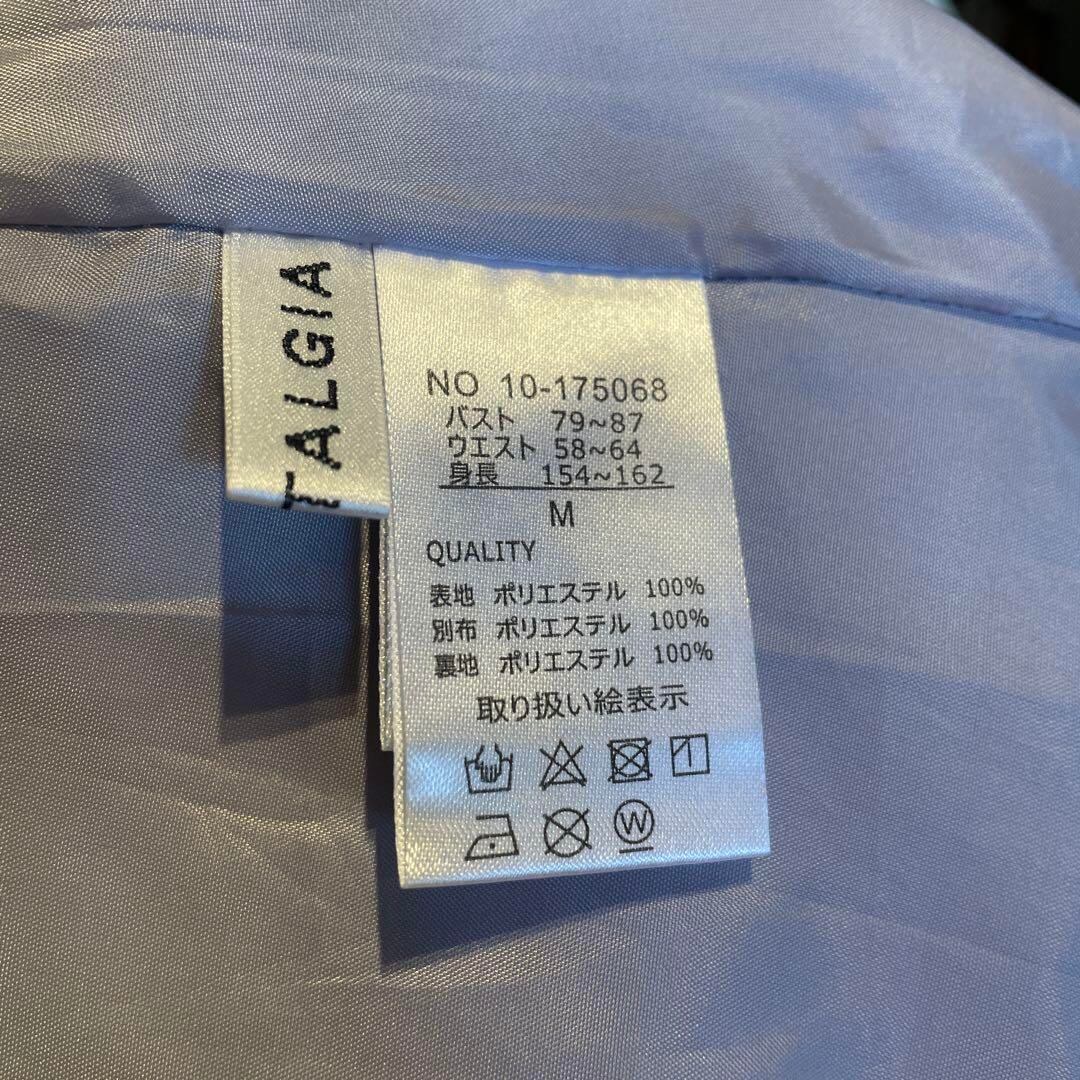 TALGIA
NO 10-175068
バスト 79~87
ウエスト 58~64
身長 154~162
M
QUALITY
表地 ポリエステル 100%
別布 ポリエステル 100%
裏地 ポリエステル 100%
取り扱い絵表示
W